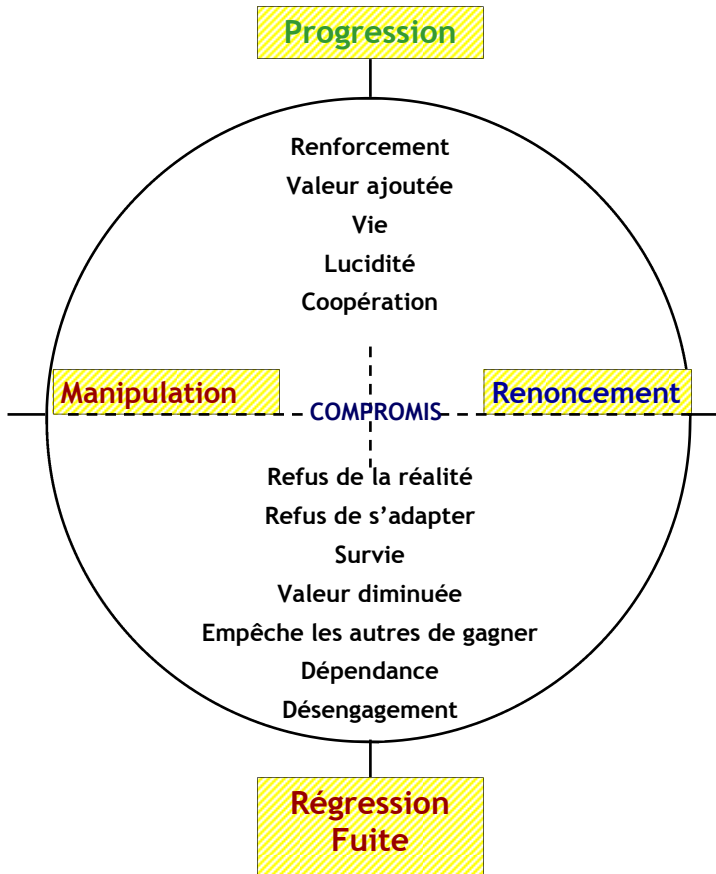 Progression
Renforcement
Valeur ajoutée
Vie
Lucidité
Coopération
Manipulation
COMPROMIS
Renoncement
Refus de la réalité
Refus de s’adapter
Survie
Valeur diminuée
Empêche les autres de gagner
Dépendance
Désengagement
Régression
Fuite